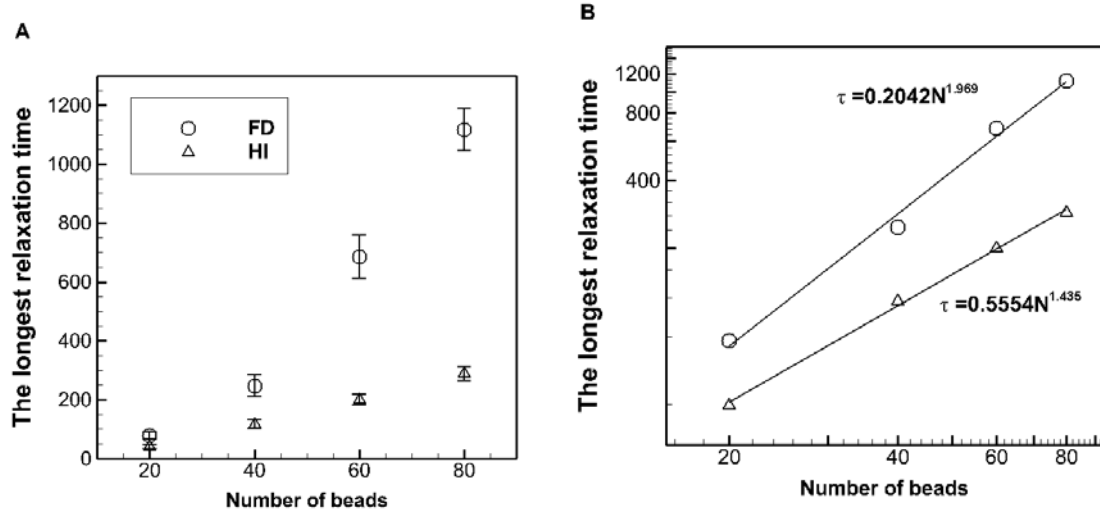 A
The longest relaxation time
1200
1000
800
600
400
200
0
FD
HI
20 40 60 80
Number of beads
B
The longest relaxation time
1200
800
400
τ =0.2042N^1.969
τ =0.5554N^1.435
20 40 60 80
Number of beads